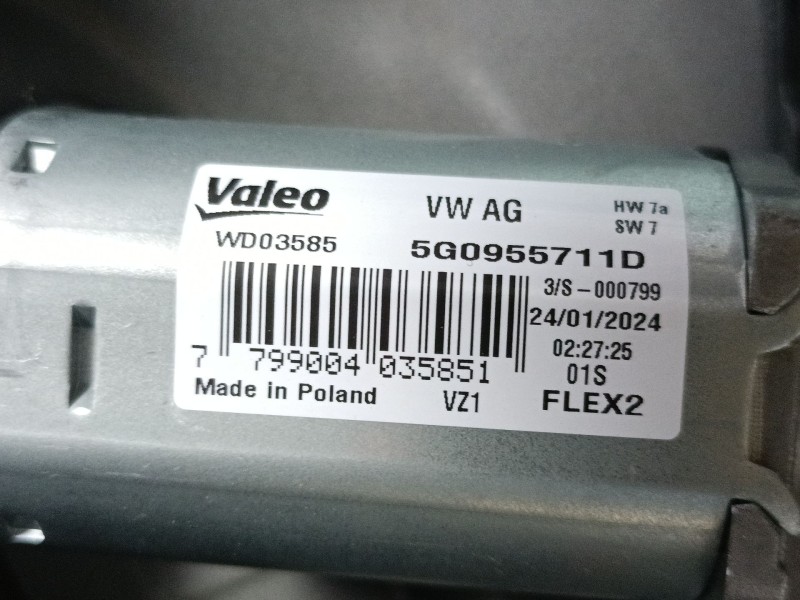 Valeo
VW AG
HW 7a
SW 7
WD03585
5G0955711D
3/S-000799
24/01/2024
02:27:25
7 799004 035851
01S
Made in Poland
VZ1
FLEX2